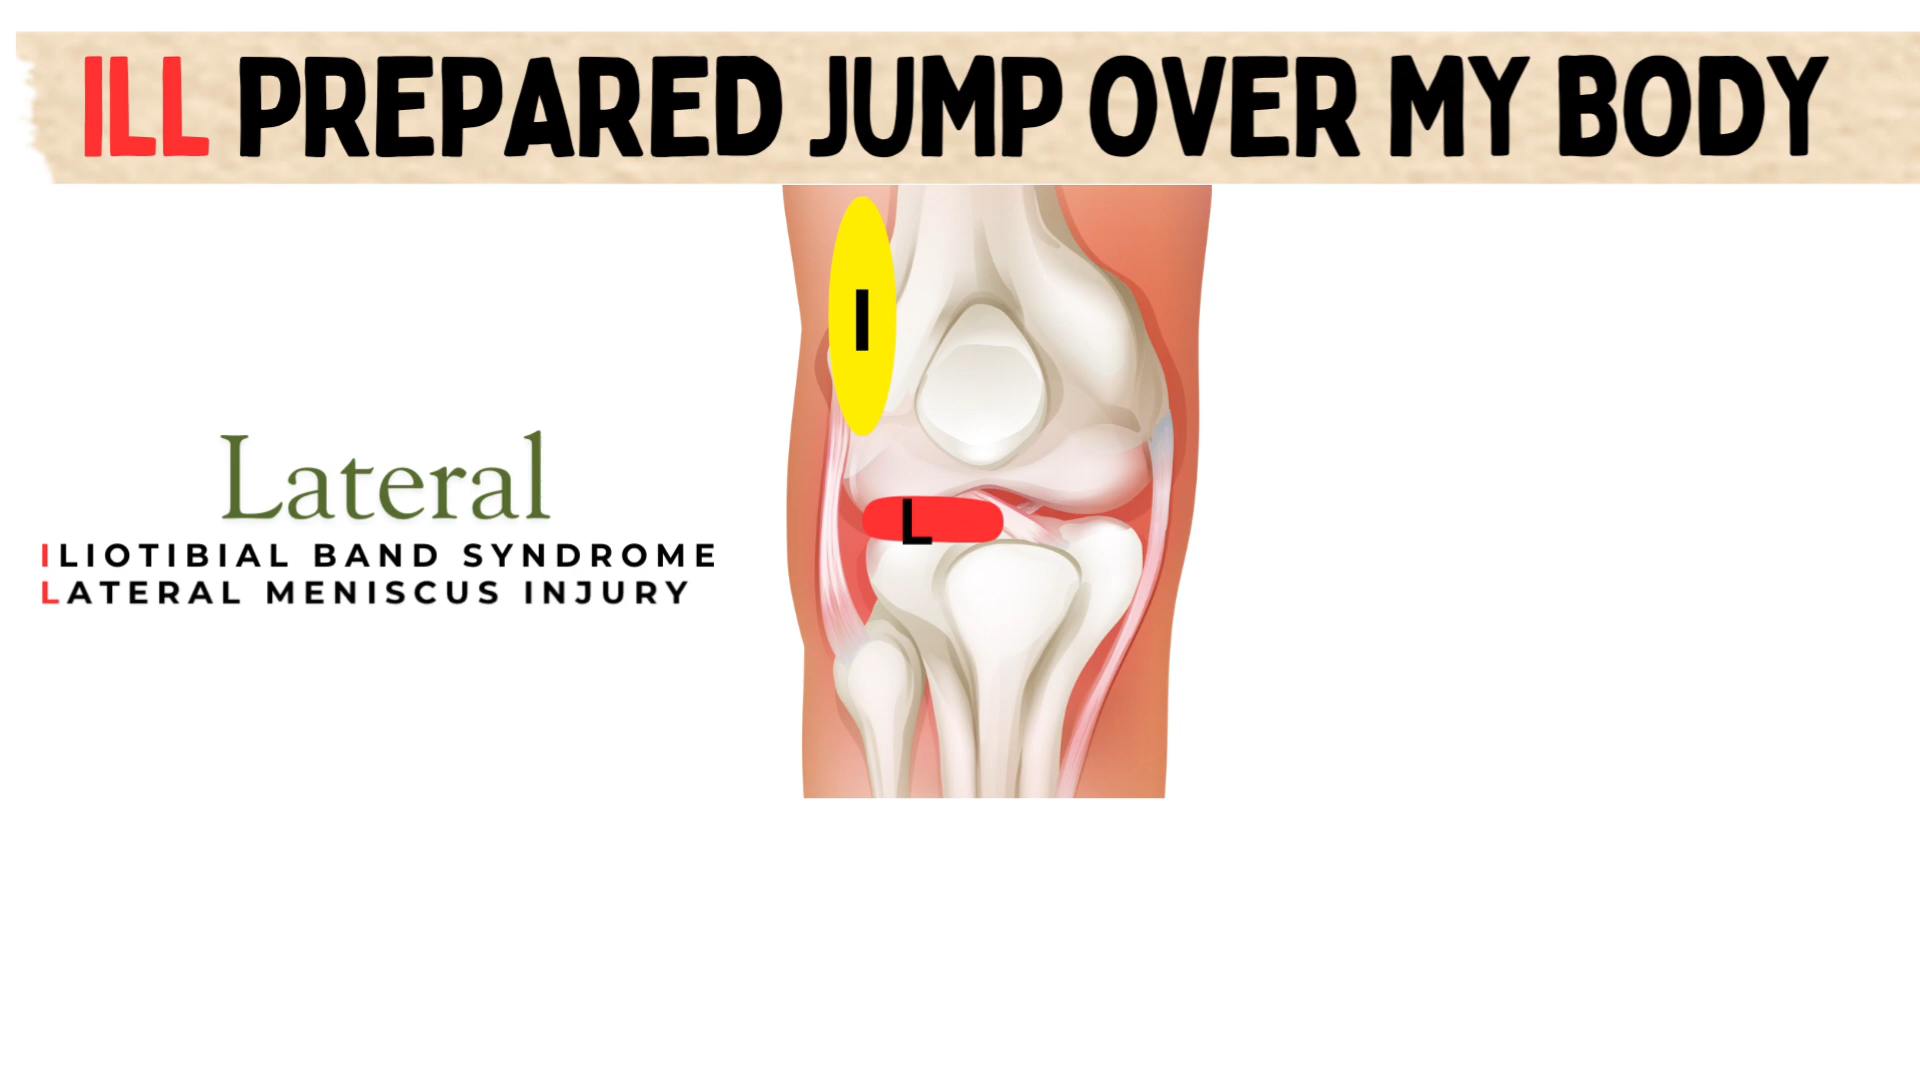 ILL PREPARED JUMP OVER MY BODY
I
Lateral
ILIOTIBIAL BAND SYNDROME
LATERAL MENISCUS INJURY
L